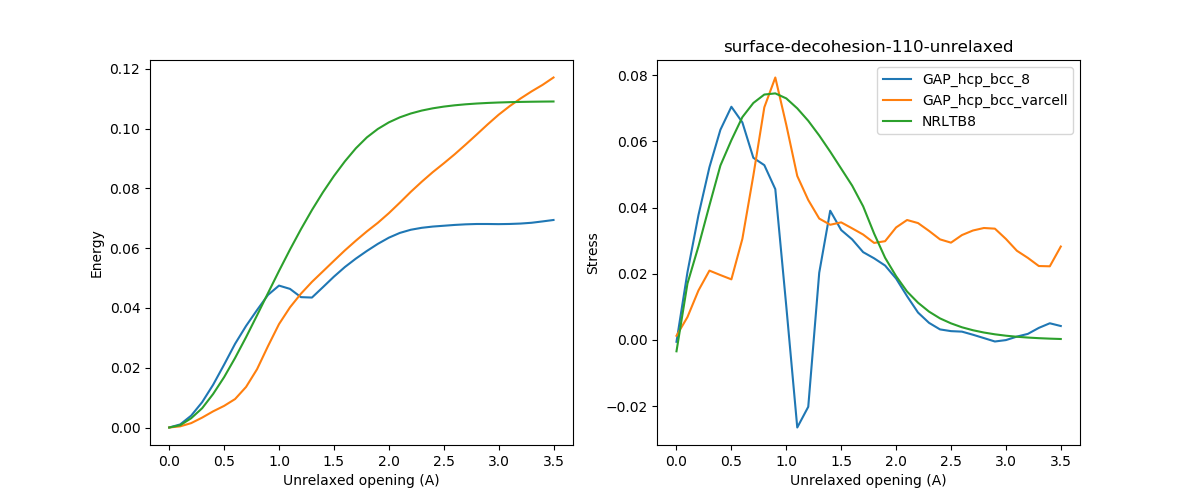 0.12
0.10
0.08
0.06
0.04
0.02
0.00
Energy
0.0 0.5 1.0 1.5 2.0 2.5 3.0 3.5
Unrelaxed opening (A)
surface-decohesion-110-unrelaxed
GAP_hcp_bcc_8
GAP_hcp_bcc_varcell
NRLTB8
0.08
0.06
0.04
0.02
0.00
−0.02
Stress
0.0 0.5 1.0 1.5 2.0 2.5 3.0 3.5
Unrelaxed opening (A)